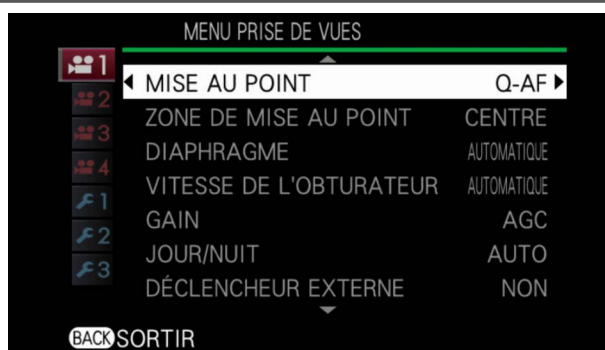 MENU PRISE DE VUES
1
MISE AU POINT Q-AF
2
ZONE DE MISE AU POINT CENTRE
3
DIAPHRAGME AUTOMATIQUE
4
VITESSE DE L'OBTURATEUR AUTOMATIQUE
1
GAIN AGC
2
JOUR/NUIT AUTO
3
DÉCLENCHEUR EXTERNE NON
BACK SORTIR